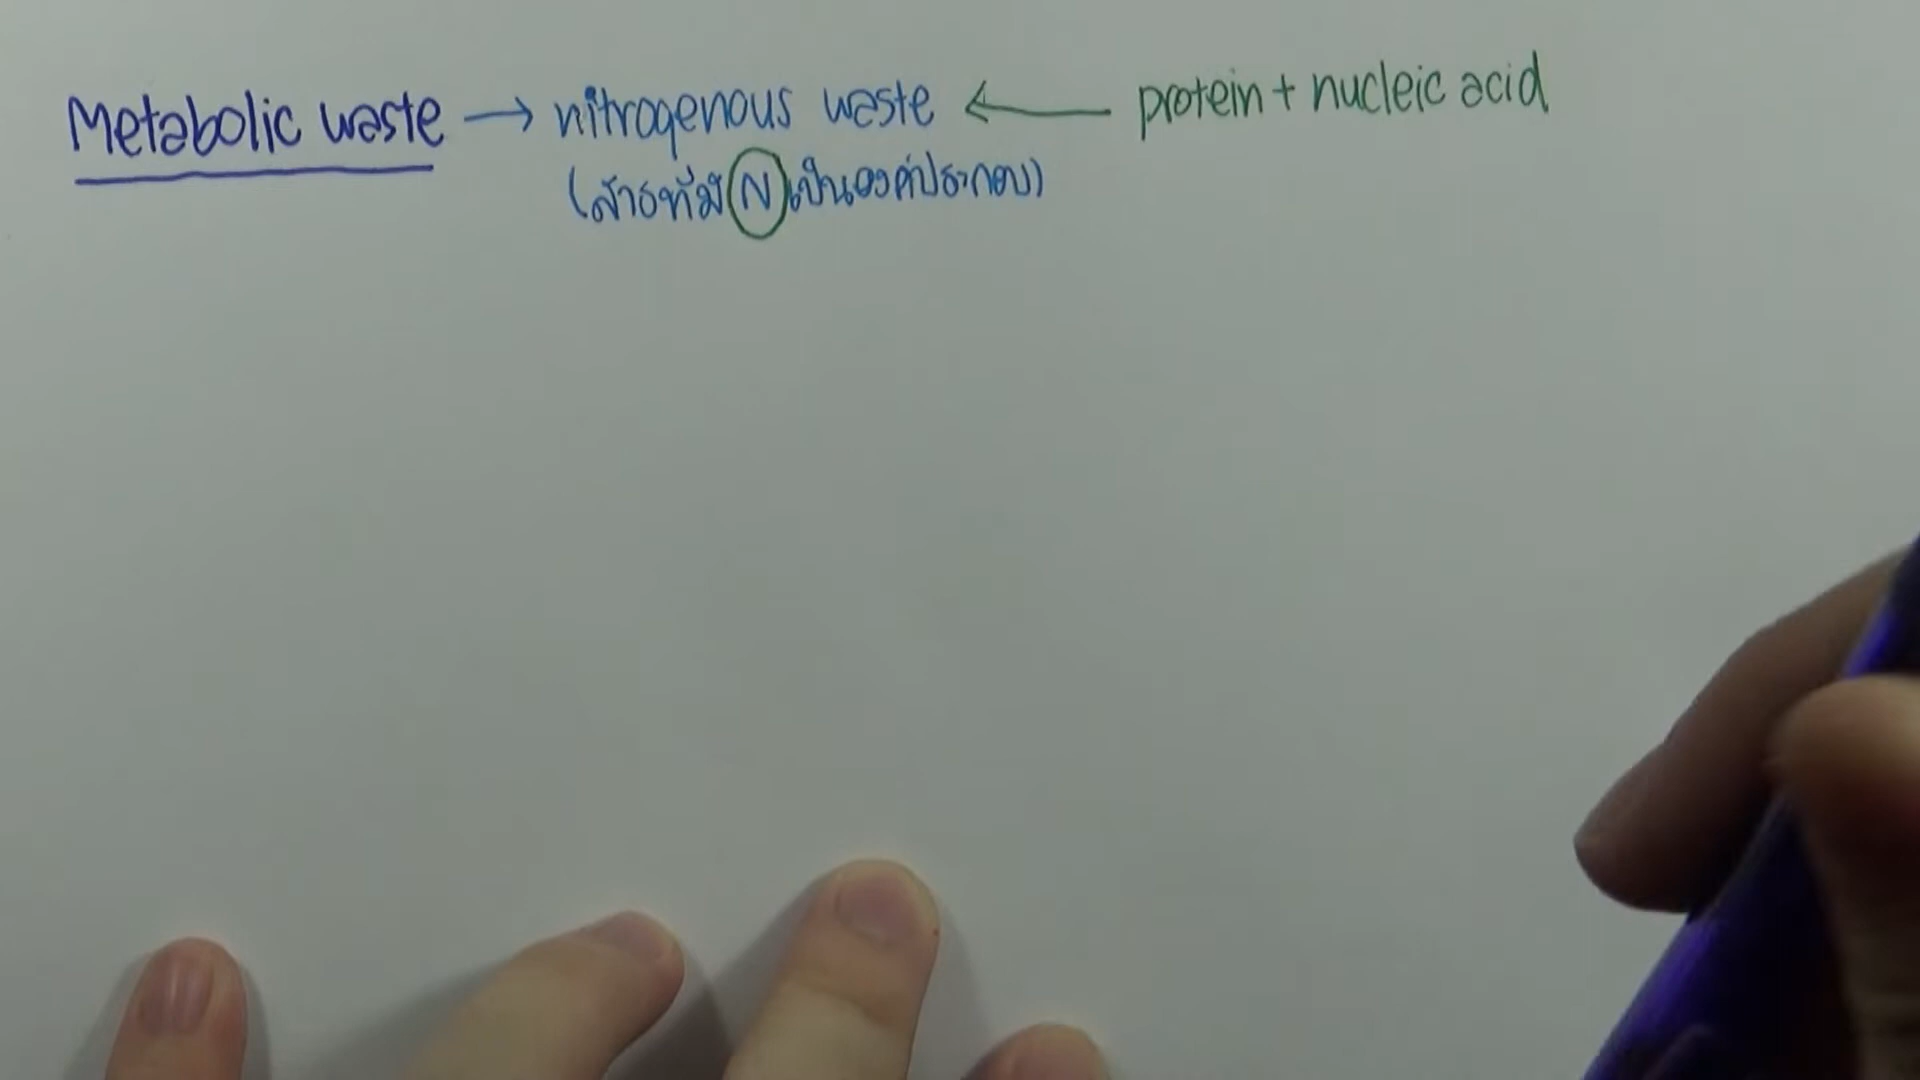 Metabolic waste → nitrogenous waste ← protein + nucleic acid
(สารที่มี N เป็นองค์ประกอบ)